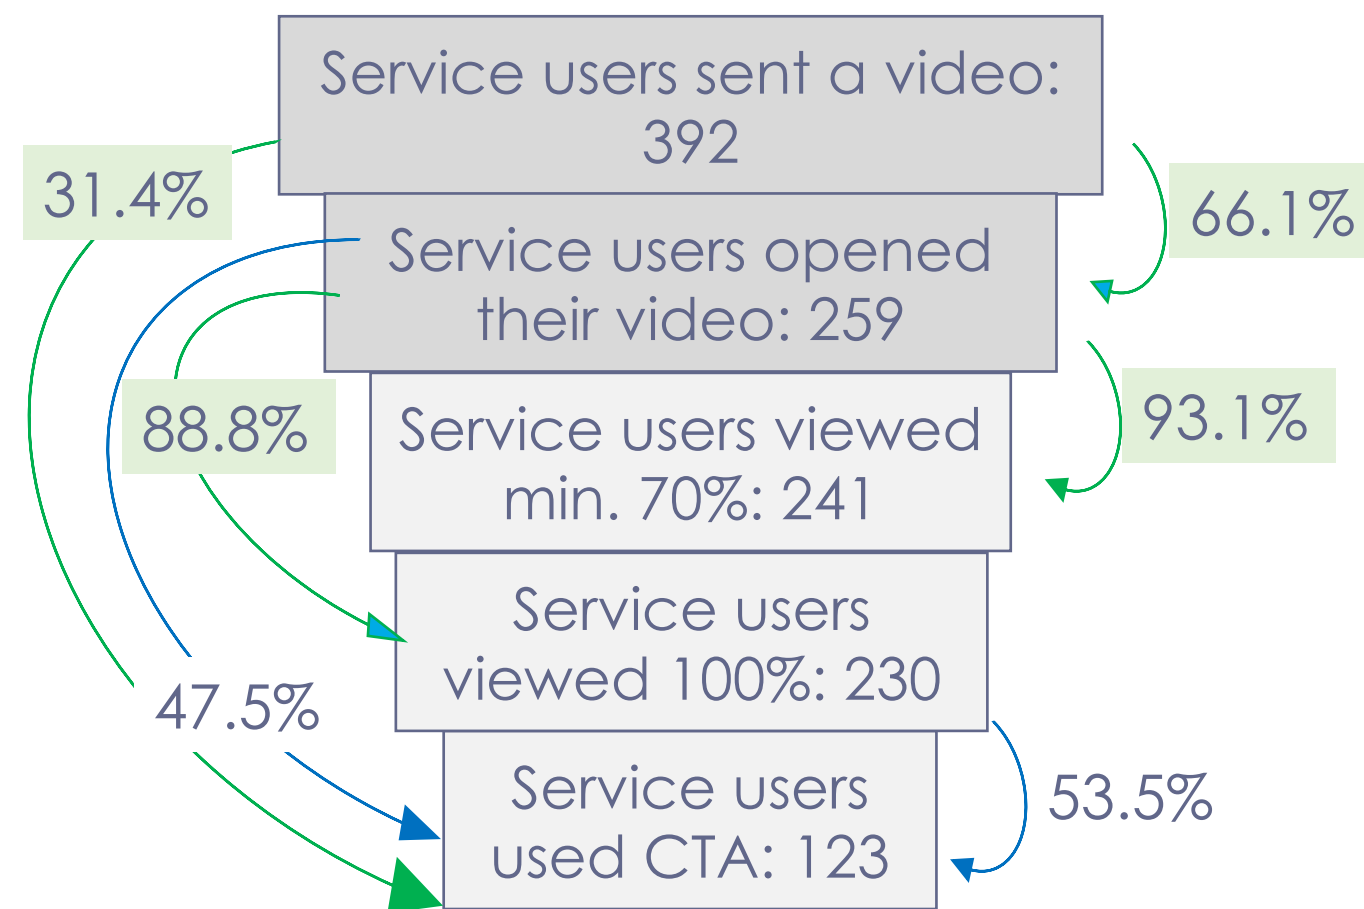 Service users sent a video:
392
31.4%
66.1%
Service users opened
their video: 259
88.8%
93.1%
Service users viewed
min. 70%: 241
Service users
viewed 100%: 230
47.5%
Service users
used CTA: 123
53.5%